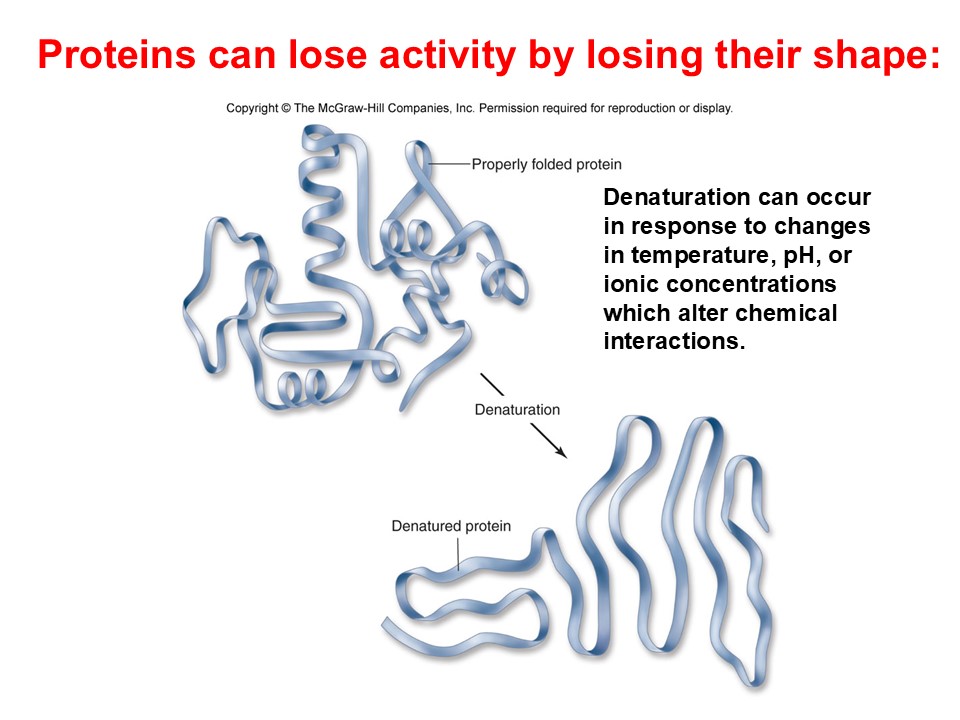 Proteins can lose activity by losing their shape:
Copyright © The McGraw-Hill Companies, Inc. Permission required for reproduction or display.
Properly folded protein
Denaturation can occur
in response to changes
in temperature, pH, or
ionic concentrations
which alter chemical
interactions.
Denaturation
Denatured protein